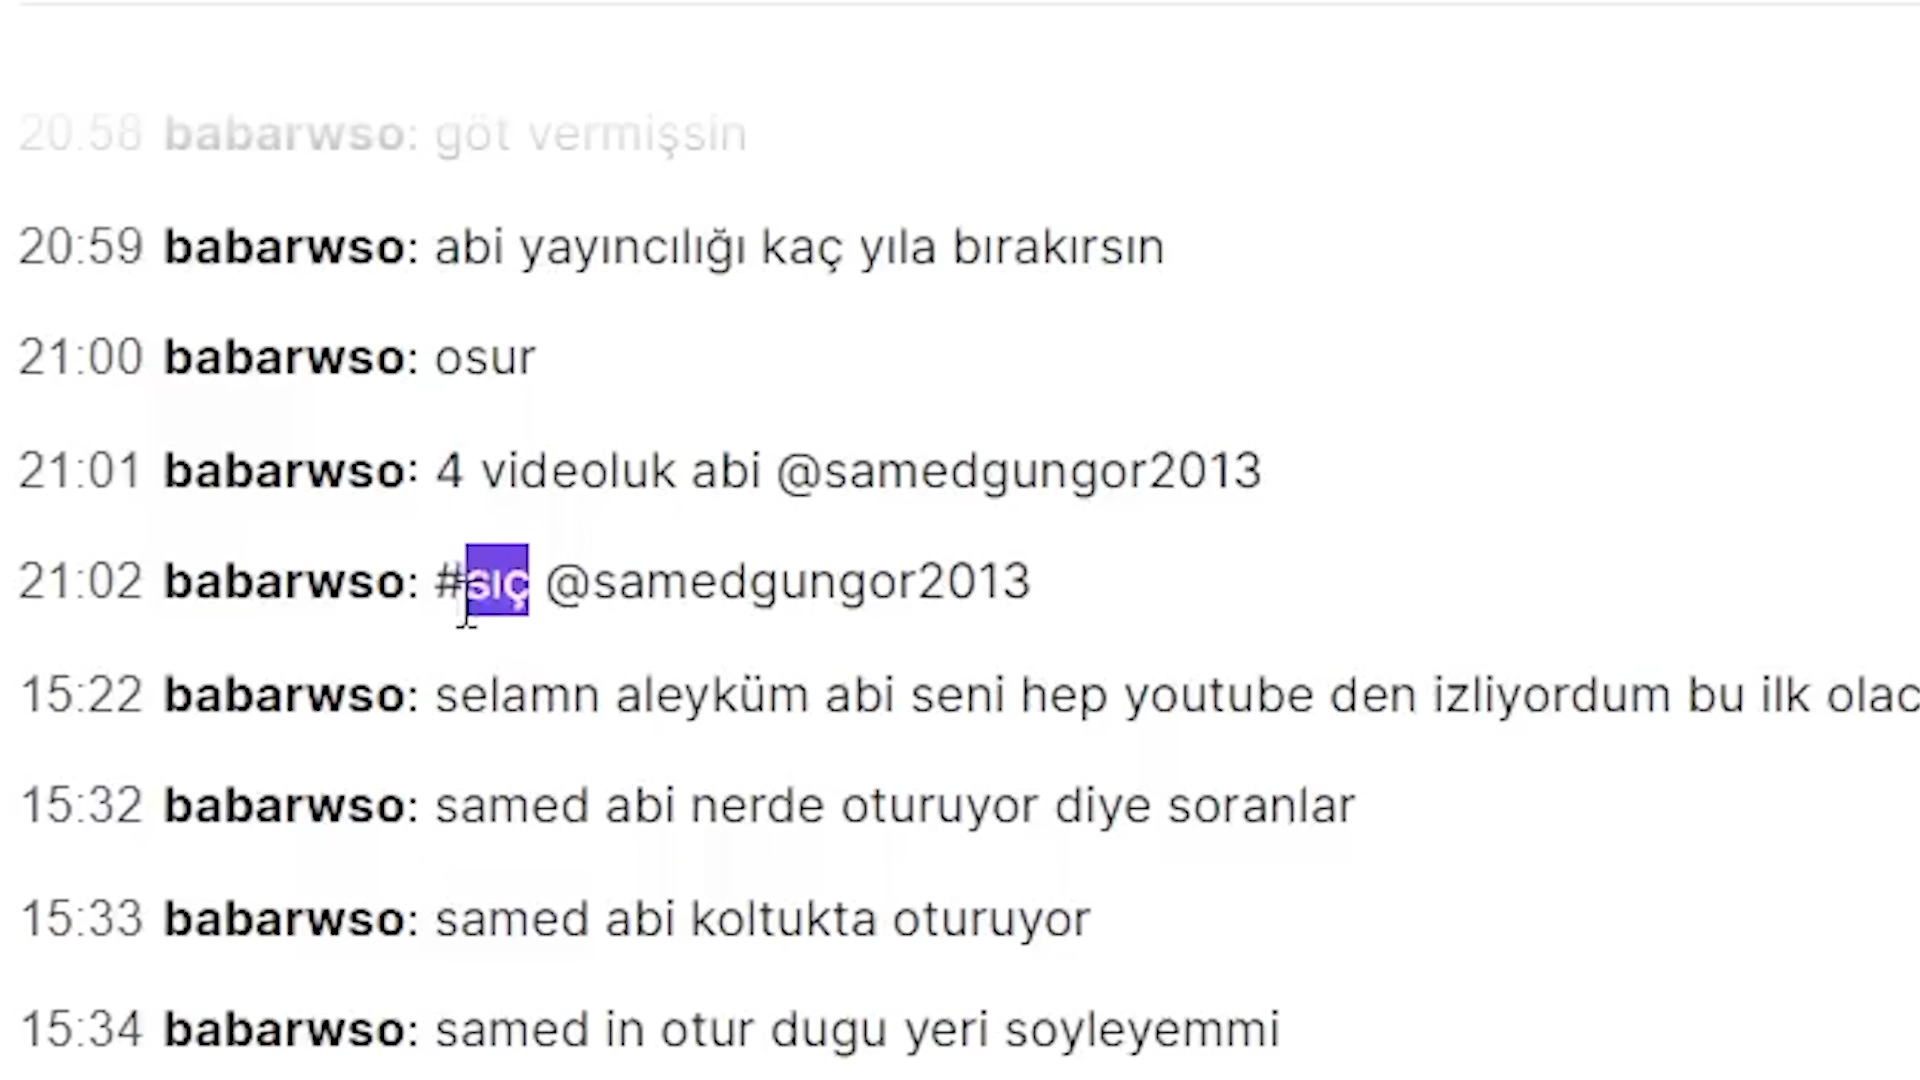 20:58 babarwso: göt vermişsin
20:59 babarwso: abi yayıncılığı kaç yıla bırakırsın
21:00 babarwso: osur
21:01 babarwso: 4 videoluk abi @samedgungor2013
21:02 babarwso: #sıç @samedgungor2013
15:22 babarwso: selamn aleyküm abi seni hep youtube den izliyordum bu ilk olac
15:32 babarwso: samed abi nerde oturuyor diye soranlar
15:33 babarwso: samed abi koltukta oturuyor
15:34 babarwso: samed in otur dugu yeri soyleyemmi